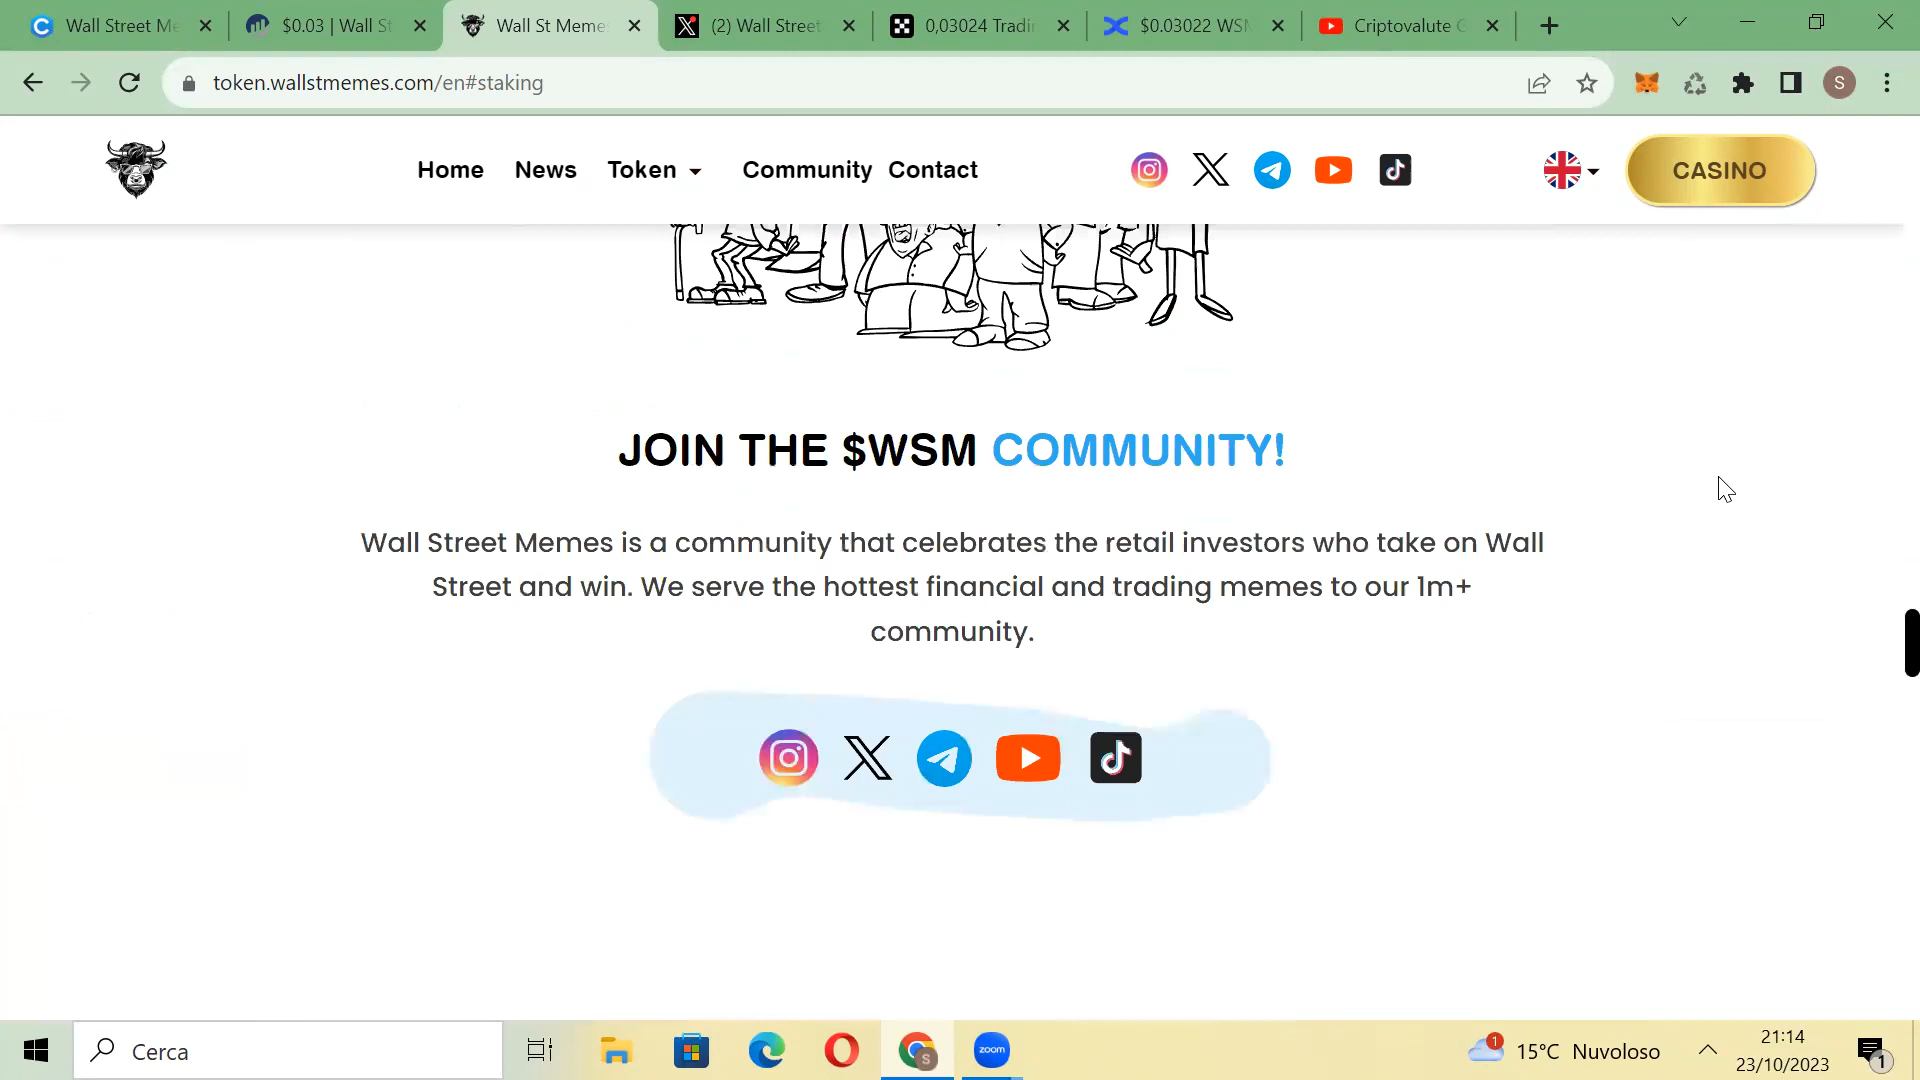 Wall Street Me
$0.03 | Wall St
Wall St Meme
(2) Wall Street
0,03024 Tradin
$0.03022 WSM
Criptovalute G
token.wallstmemes.com/en#staking
S
Home
News
Token
Community
Contact
CASINO
JOIN THE $WSM COMMUNITY!
Wall Street Memes is a community that celebrates the retail investors who take on Wall
Street and win. We serve the hottest financial and trading memes to our 1m+
community.
Cerca
S
zoom
1
15°C Nuvoloso
21:14
23/10/2023
1